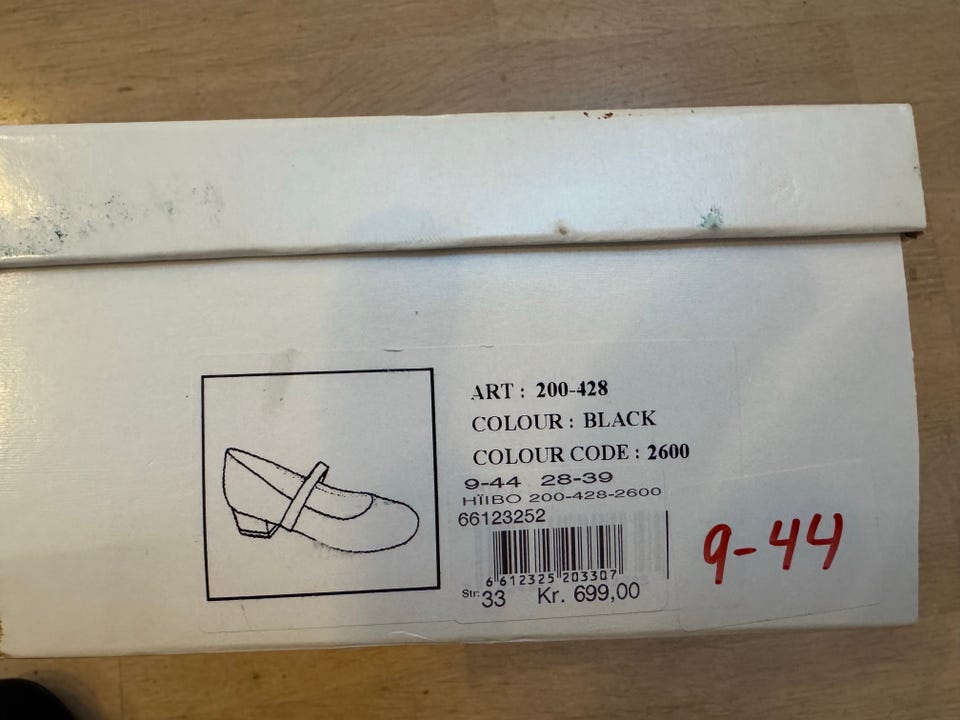 ART : 200-428
COLOUR : BLACK
COLOUR CODE : 2600
9-44 28-39
HÏIBO 200-428-2600
66123252
6 612325 203307
Str: 33 Kr. 699,00
9-44